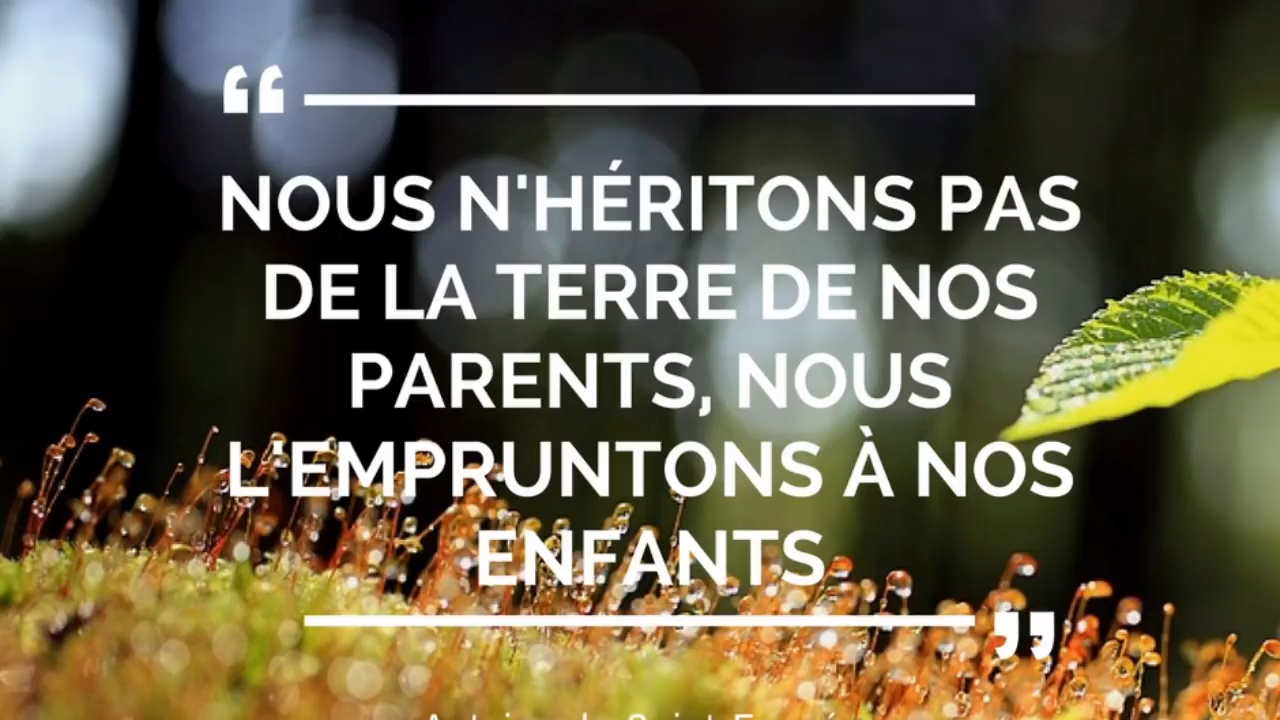 NOUS N'HÉRITONS PAS
DE LA TERRE DE NOS
PARENTS, NOUS
L'EMPRUNTONS À NOS
ENFANTS